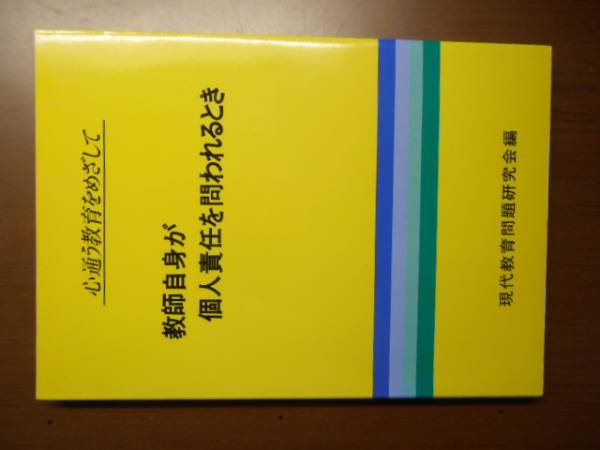 心通う教育をめざして
教師自身が
個人責任を問われるとき
現代教育問題研究会編